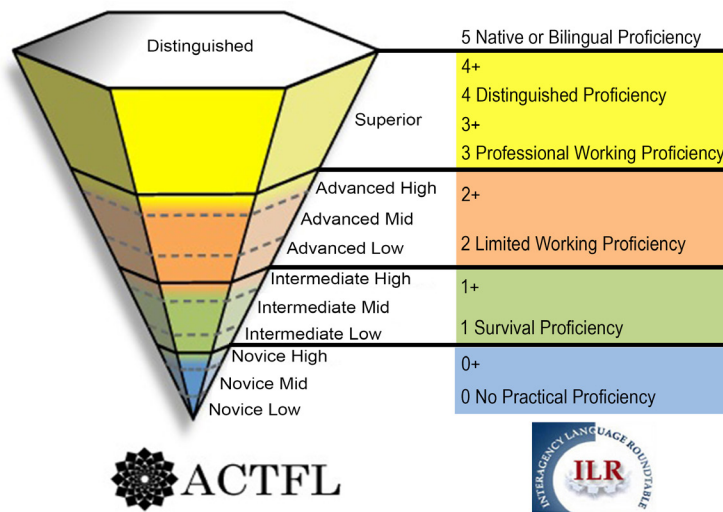 Distinguished
Superior
Advanced High
Advanced Mid
Advanced Low
Intermediate High
Intermediate Mid
Intermediate Low
Novice High
Novice Mid
Novice Low
5 Native or Bilingual Proficiency
4+
4 Distinguished Proficiency
3+
3 Professional Working Proficiency
2+
2 Limited Working Proficiency
1+
1 Survival Proficiency
0+
0 No Practical Proficiency
ACTFL
INTERAGENCY LANGUAGE ROUNDTABLE
ILR